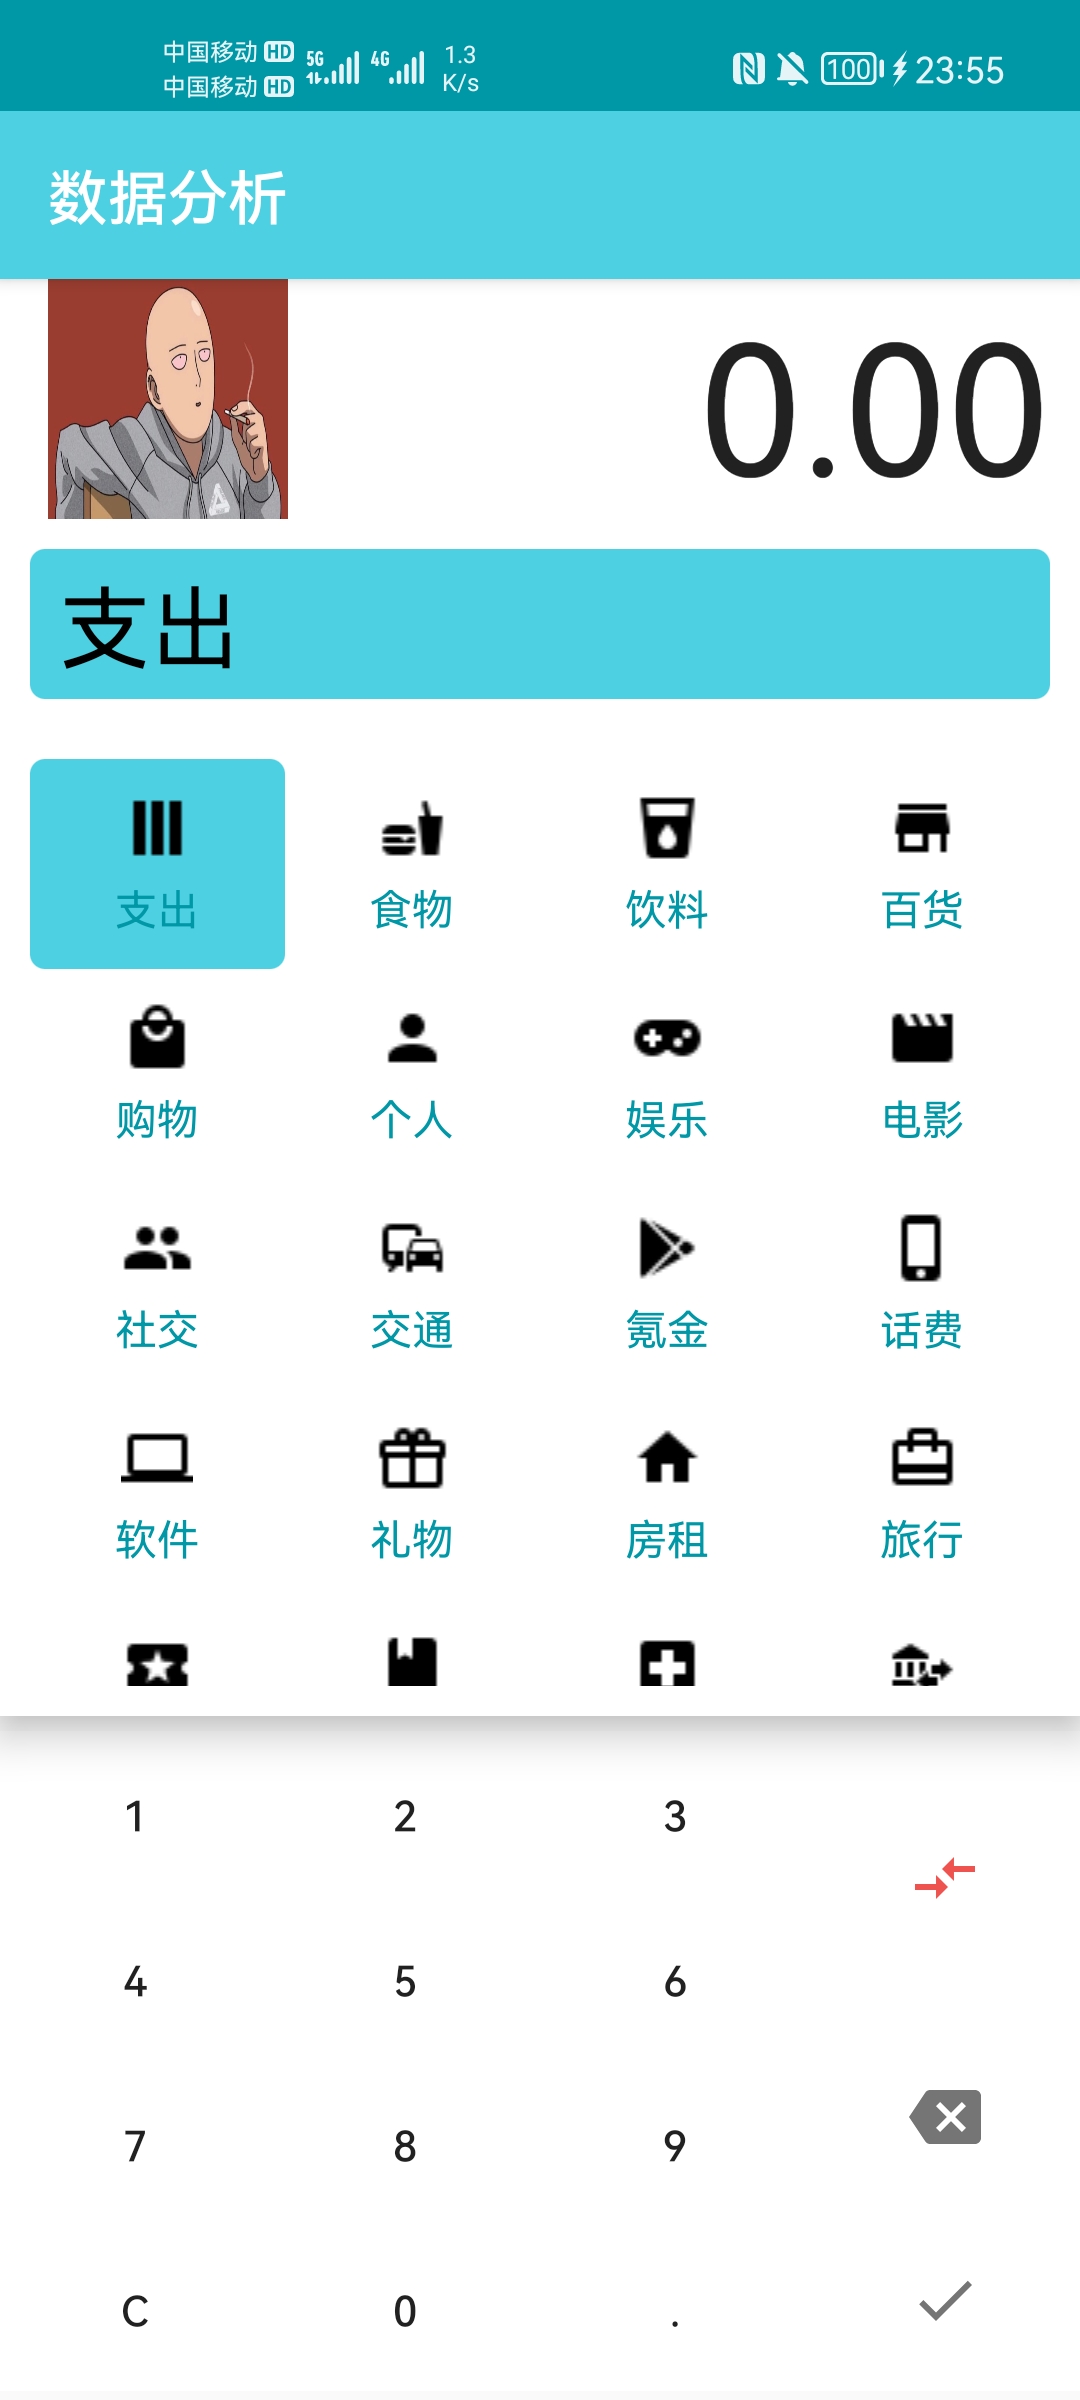 中国移动 HD 5G 4G 1.3
中国移动 HD K/s 100 23:55
数据分析
0.00
支出
支出 食物 饮料 百货
购物 个人 娱乐 电影
社交 交通 氪金 话费
软件 礼物 房租 旅行
1 2 3
4 5 6
7 8 9
C 0 .